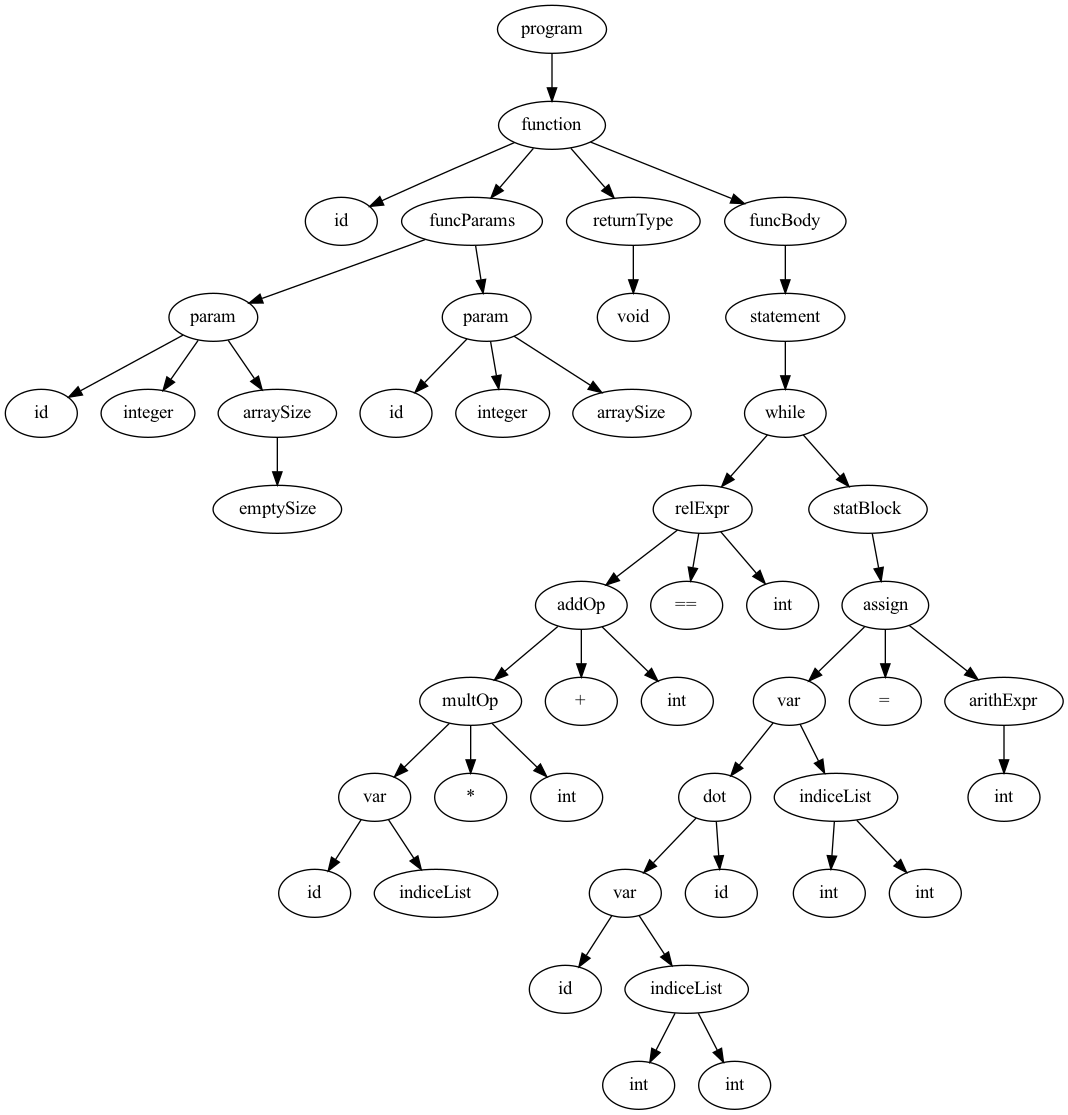 program
function
id
funcParams
returnType
funcBody
param
param
void
statement
id
integer
arraySize
id
integer
arraySize
while
emptySize
relExpr
statBlock
addOp
==
int
assign
multOp
+
int
var
=
arithExpr
var
*
int
dot
indiceList
int
id
indiceList
var
id
int
int
id
indiceList
int
int